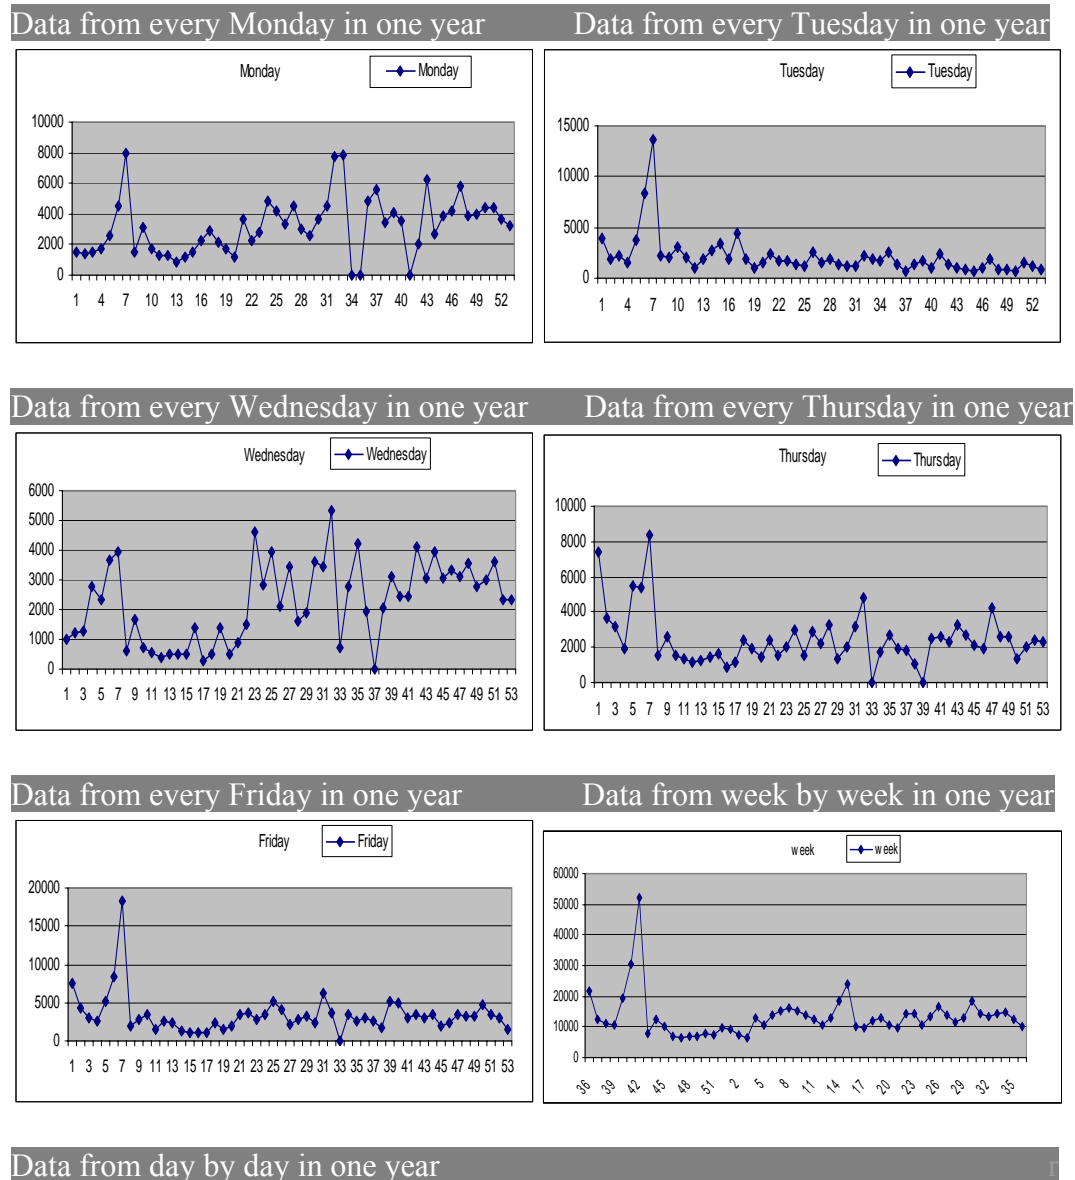 Data from every Monday in one year Data from every Tuesday in one year
Monday Monday
10000
8000
6000
4000
2000
0
1 4 7 10 13 16 19 22 25 28 31 34 37 40 43 46 49 52
Tuesday Tuesday
15000
10000
5000
0
1 4 7 10 13 16 19 22 25 28 31 34 37 40 43 46 49 52
Data from every Wednesday in one year Data from every Thursday in one year
Wednesday Wednesday
6000
5000
4000
3000
2000
1000
0
1 3 5 7 9 11 13 15 17 19 21 23 25 27 29 31 33 35 37 39 41 43 45 47 49 51 53
Thursday Thursday
10000
8000
6000
4000
2000
0
1 3 5 7 9 11 13 15 17 19 21 23 25 27 29 31 33 35 37 39 41 43 45 47 49 51 53
Data from every Friday in one year Data from week by week in one year
Friday Friday
20000
15000
10000
5000
0
1 3 5 7 9 11 13 15 17 19 21 23 25 27 29 31 33 35 37 39 41 43 45 47 49 51 53
week week
60000
50000
40000
30000
20000
10000
0
36 39 42 45 48 51 2 5 8 11 14 17 20 23 26 29 32 35
Data from day by day in one year r